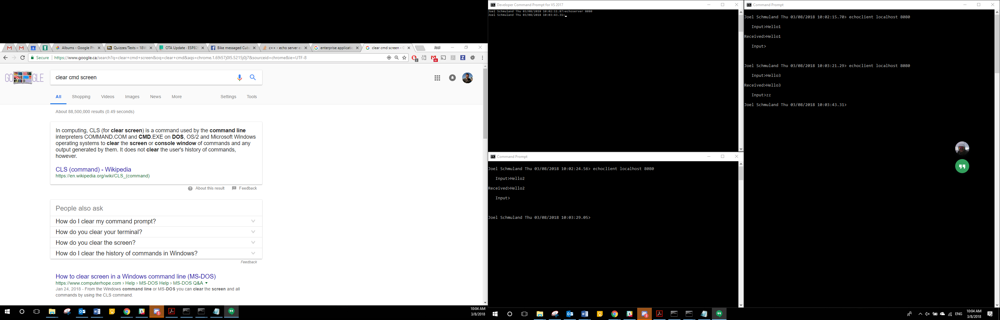 Albums - Google Ph
Quizzes/Tests – 18W
OTA Update · ESP826
Bike messaged Cuba
c++ - echo server ex
enterprise applicatio
clear cmd screen - G
Joel
Secure
https://www.google.ca/search?q=clear+cmd+screen&oq=clear+cmd&aqs=chrome.1.69i57j0l5.5215j0j7&sourceid=chrome&ie=UTF-8
2
30
GO GLE
clear cmd screen
All Shopping Videos Images News More Settings Tools
About 88,500,000 results (0.49 seconds)
In computing, CLS (for clear screen) is a command used by the command line
interpreters COMMAND.COM and CMD.EXE on DOS, OS/2 and Microsoft Windows
operating systems to clear the screen or console window of commands and any
output generated by them. It does not clear the user's history of commands,
however.
CLS (command) - Wikipedia
https://en.wikipedia.org/wiki/CLS_(command)
About this result Feedback
People also ask
How do I clear my command prompt?
How do you clear your terminal?
How do you clear the screen?
How do I clear the history of commands in Windows?
Feedback
How to clear screen in a Windows command line (MS-DOS)
https://www.computerhope.com › Help › MS-DOS Help › MS-DOS Q&A
Jan 24, 2018 - From the Windows command line or MS-DOS you can clear the screen and all
commands by using the CLS command.
10:04 AM
3/8/2018
Developer Command Prompt for VS 2017
Joel Schmuland Thu 03/08/2018 10:02:11.87>echoserver 8080
Joel Schmuland Thu 03/08/2018 10:03:43.31>
Command Prompt
Joel Schmuland Thu 03/08/2018 10:02:24.56> echoclient localhost 8080
Input>Hello2
Received>Hello2
Input>
Joel Schmuland Thu 03/08/2018 10:03:29.05>
Command Prompt
Joel Schmuland Thu 03/08/2018 10:02:15.70> echoclient localhost 8080
Input>Hello1
Received>Hello1
Input>
Joel Schmuland Thu 03/08/2018 10:03:21.29> echoclient localhost 8080
Input>Hello3
Received>Hello3
Input>zz
Joel Schmuland Thu 03/08/2018 10:03:43.31>
ENG
10:04 AM
3/8/2018